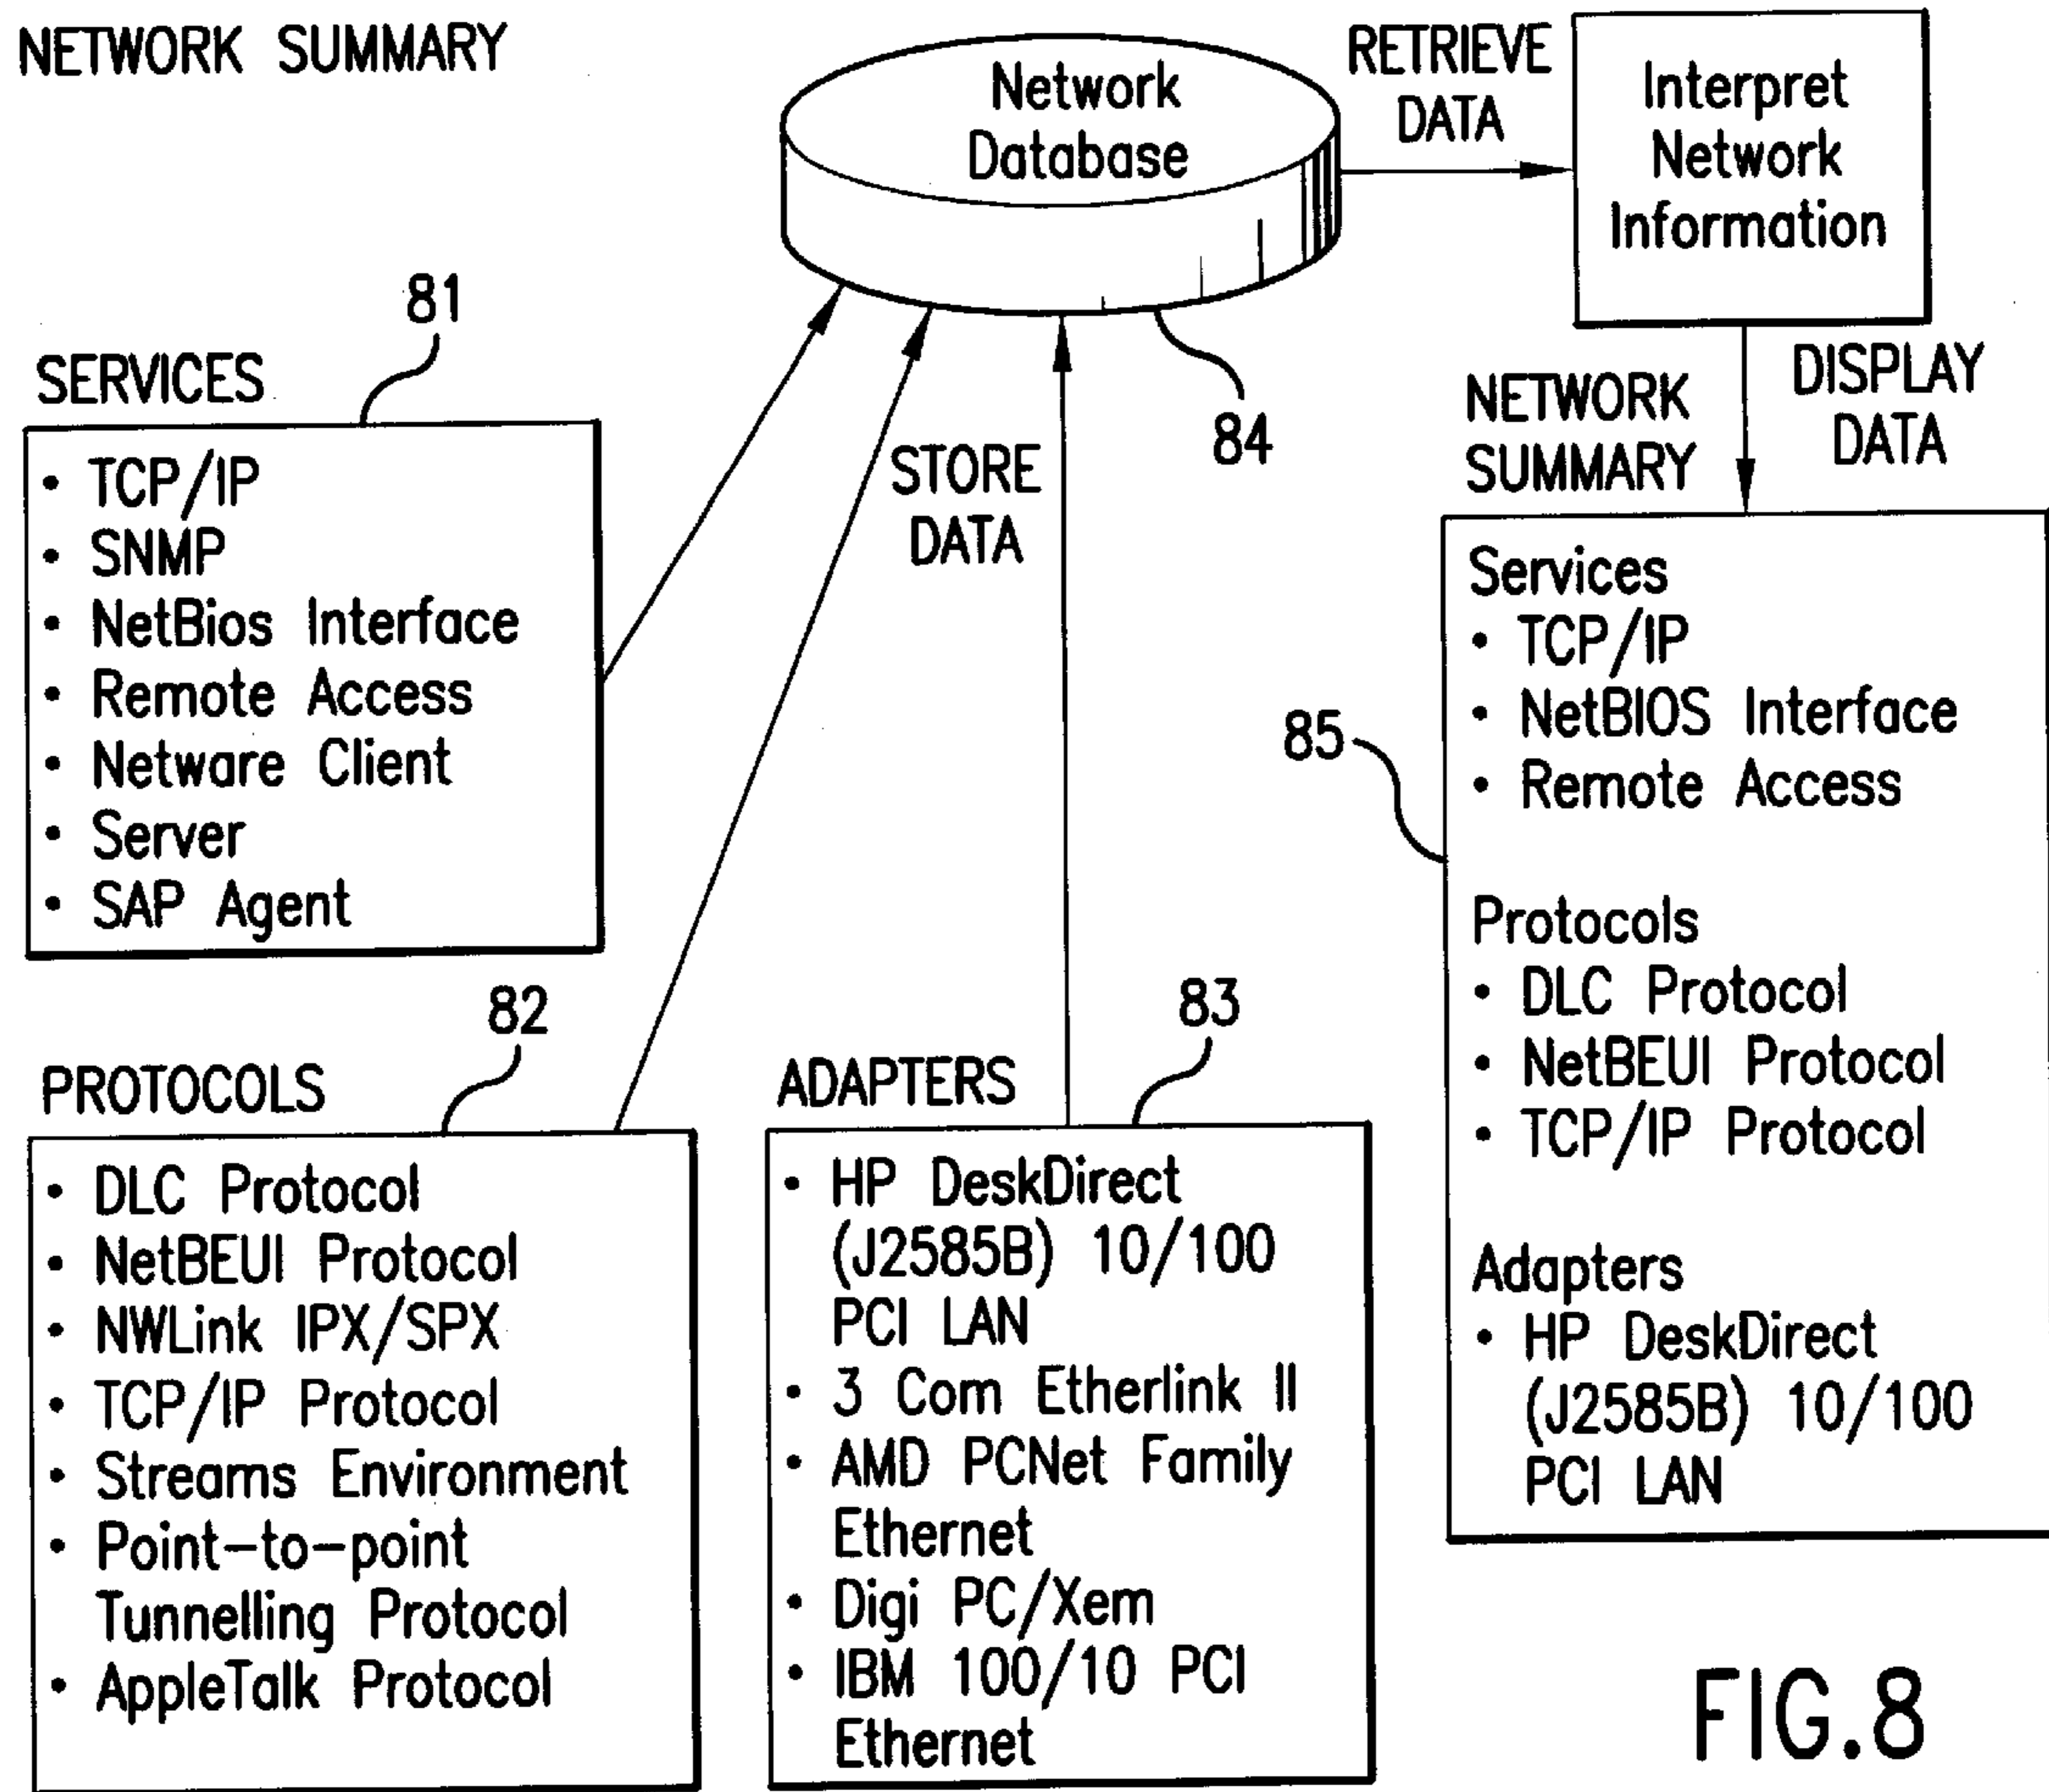 NETWORK SUMMARY
Network
Database
RETRIEVE
DATA
Interpret
Network
Information
81
SERVICES
• TCP/IP
• SNMP
• NetBios Interface
• Remote Access
• Netware Client
• Server
• SAP Agent
STORE
DATA
84
NETWORK
SUMMARY
DISPLAY
DATA
82
PROTOCOLS
• DLC Protocol
• NetBEUI Protocol
• NWLink IPX/SPX
• TCP/IP Protocol
• Streams Environment
• Point-to-point
Tunnelling Protocol
• AppleTalk Protocol
83
ADAPTERS
• HP DeskDirect
(J2585B) 10/100
PCI LAN
• 3 Com Etherlink II
• AMD PCNet Family
Ethernet
• Digi PC/Xem
• IBM 100/10 PCI
Ethernet
85
Services
• TCP/IP
• NetBIOS Interface
• Remote Access
Protocols
• DLC Protocol
• NetBEUI Protocol
• TCP/IP Protocol
Adapters
• HP DeskDirect
(J2585B) 10/100
PCI LAN
FIG.8